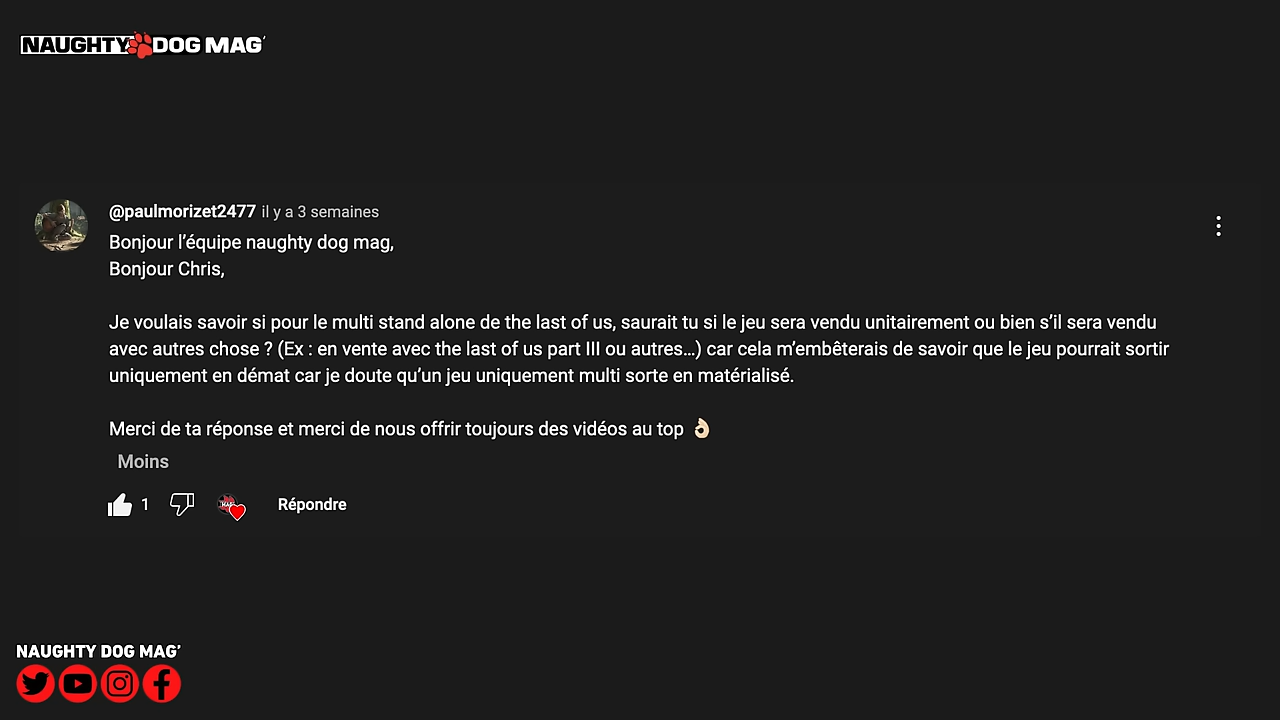 NAUGHTY DOG MAG'
@paulmorizet2477 il y a 3 semaines
Bonjour l'équipe naughty dog mag,
Bonjour Chris,
Je voulais savoir si pour le multi stand alone de the last of us, saurait tu si le jeu sera vendu unitairement ou bien s'il sera vendu
avec autres chose ? (Ex : en vente avec the last of us part III ou autres...) car cela m'embêterais de savoir que le jeu pourrait sortir
uniquement en démat car je doute qu'un jeu uniquement multi sorte en matérialisé.
Merci de ta réponse et merci de nous offrir toujours des vidéos au top 👌🏻
Moins
1
Répondre
NAUGHTY DOG MAG'